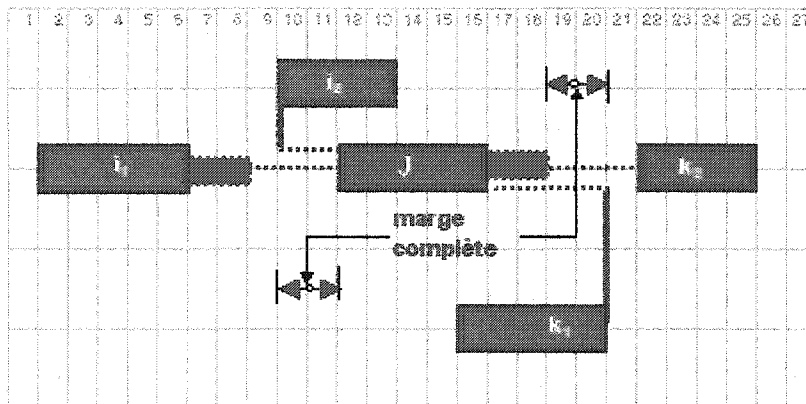 1 2 3 4 5 6 7 8 9 10 11 12 13 14 15 16 17 18 19 20 21 22 23 24 25 26 27
i₂
i₁ J k₂
marge
complète
k₁